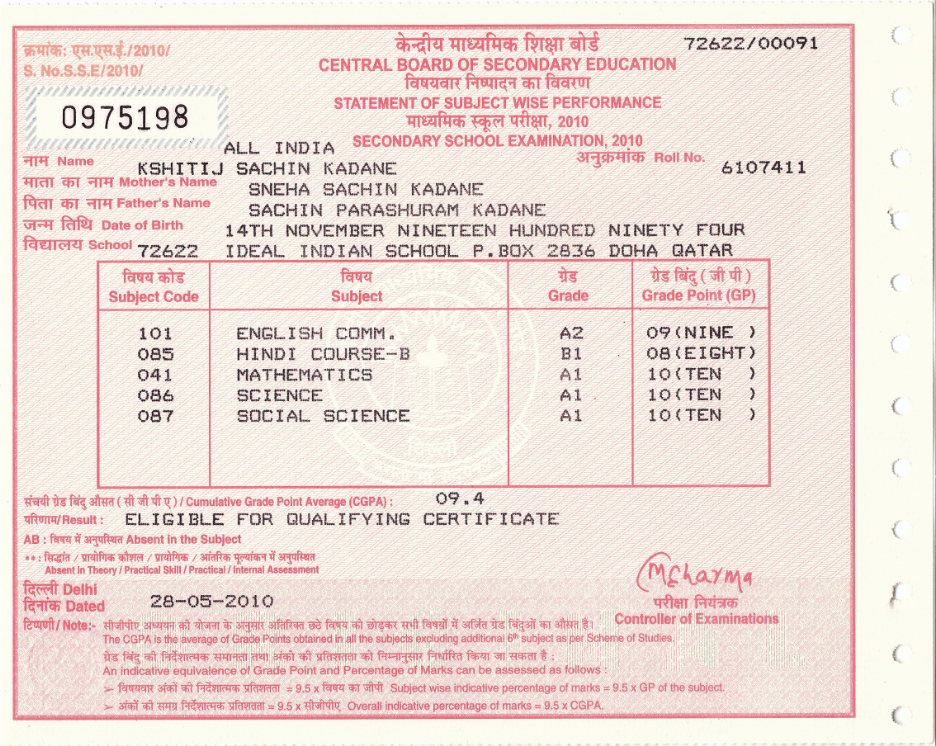 क्रमांक: एस.एस.ई./2010/
S. No.S.S.E/2010/
0975198
केन्द्रीय माध्यमिक शिक्षा बोर्ड 72622/00091
CENTRAL BOARD OF SECONDARY EDUCATION
विषयवार निष्पादन का विवरण
STATEMENT OF SUBJECT WISE PERFORMANCE
माध्यमिक स्कूल परीक्षा, 2010
SECONDARY SCHOOL EXAMINATION, 2010
ALL INDIA
नाम Name KSHITIJ SACHIN KADANE अनुक्रमांक Roll No. 6107411
माता का नाम Mother's Name SNEHA SACHIN KADANE
पिता का नाम Father's Name SACHIN PARASHURAM KADANE
जन्म तिथि Date of Birth 14TH NOVEMBER NINETEEN HUNDRED NINETY FOUR
विद्यालय School 72622 IDEAL INDIAN SCHOOL P.BOX 2836 DOHA QATAR
विषय कोड विषय ग्रेड ग्रेड बिंदु ( जी पी )
Subject Code Subject Grade Grade Point (GP)
101 ENGLISH COMM. A2 09(NINE )
085 HINDI COURSE-B B1 08(EIGHT)
041 MATHEMATICS A1 10(TEN )
086 SCIENCE A1 10(TEN )
087 SOCIAL SCIENCE A1 10(TEN )
दिल्ली
संचयी ग्रेड बिंदु औसत ( सी जी पी ए ) / Cumulative Grade Point Average (CGPA) : 09.4
परिणाम/Result : ELIGIBLE FOR QUALIFYING CERTIFICATE
AB : विषय में अनुपस्थित Absent in the Subject
** : सिद्धांत / प्रायोगिक कौशल / प्रायोगिक / आंतरिक मूल्यांकन में अनुपस्थित
Absent in Theory / Practical Skill / Practical / Internal Assessment
दिल्ली Delhi
दिनांक Dated 28-05-2010
परीक्षा नियंत्रक
Controller of Examinations
टिप्पणी/ Note:- सीजीपीए अध्ययन की योजना के अनुसार अतिरिक्त छठे विषय को छोड़कर सभी विषयों में अर्जित ग्रेड बिंदुओं का औसत है।
The CGPA is the average of Grade Points obtained in all the subjects excluding additional 6th subject as per Scheme of Studies.
ग्रेड बिंदु की निर्देशात्मक समानता तथा अंको की प्रतिशतता को निम्नानुसार निर्धारित किया जा सकता है :
An indicative equivalence of Grade Point and Percentage of Marks can be assessed as follows :
➢ विषयवार अंकों की निर्देशात्मक प्रतिशतता = 9.5 x विषय का जीपी Subject wise indicative percentage of marks = 9.5 x GP of the subject.
➢ अंकों की समग्र निर्देशात्मक प्रतिशतता = 9.5 x सीजीपीए Overall indicative percentage of marks = 9.5 x CGPA.